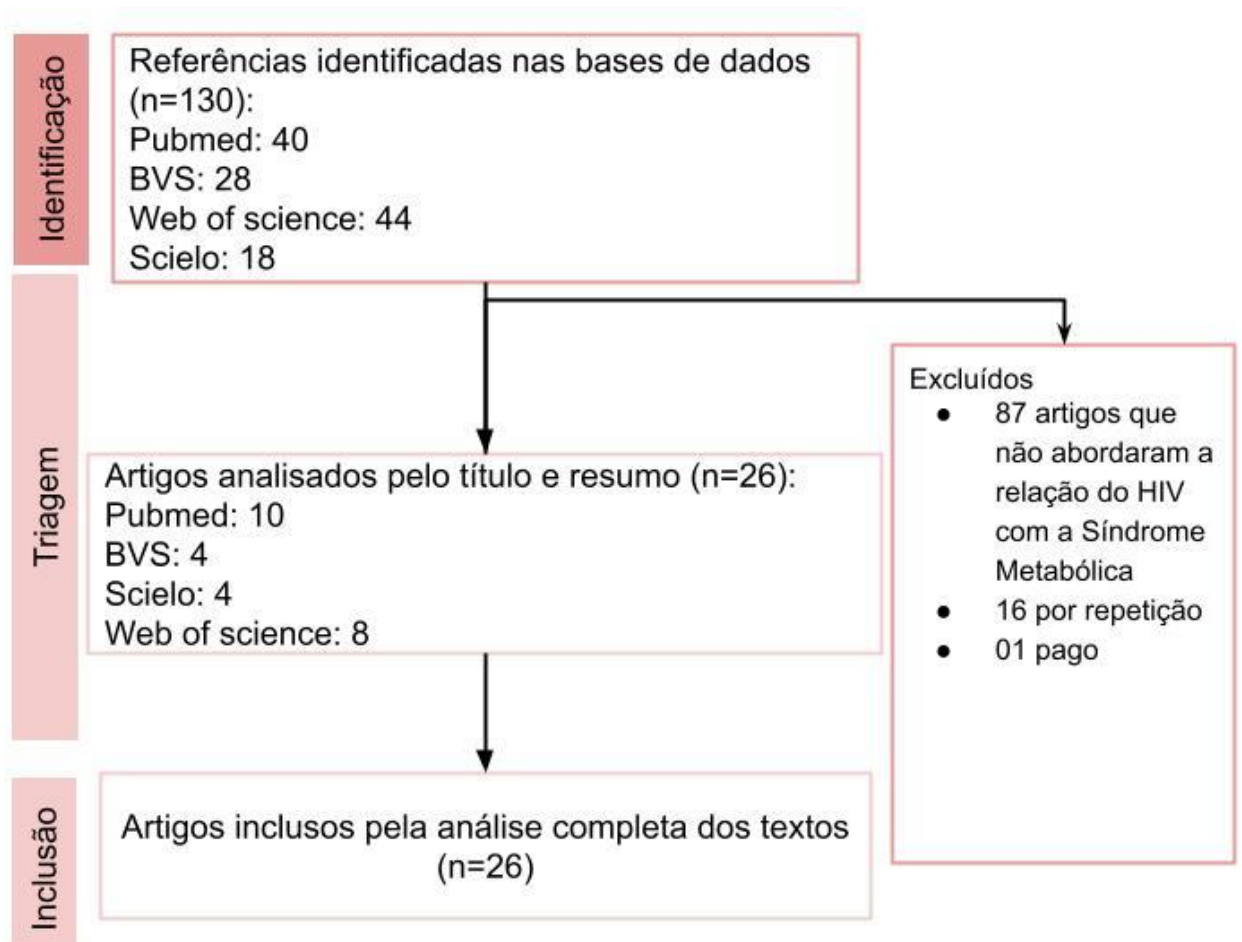 Identificação
Referências identificadas nas bases de dados
(n=130):
Pubmed: 40
BVS: 28
Web of science: 44
Scielo: 18
Triagem
Artigos analisados pelo título e resumo (n=26):
Pubmed: 10
BVS: 4
Scielo: 4
Web of science: 8
Excluídos
● 87 artigos que
não abordaram a
relação do HIV
com a Síndrome
Metabólica
● 16 por repetição
● 01 pago
Inclusão
Artigos inclusos pela análise completa dos textos
(n=26)